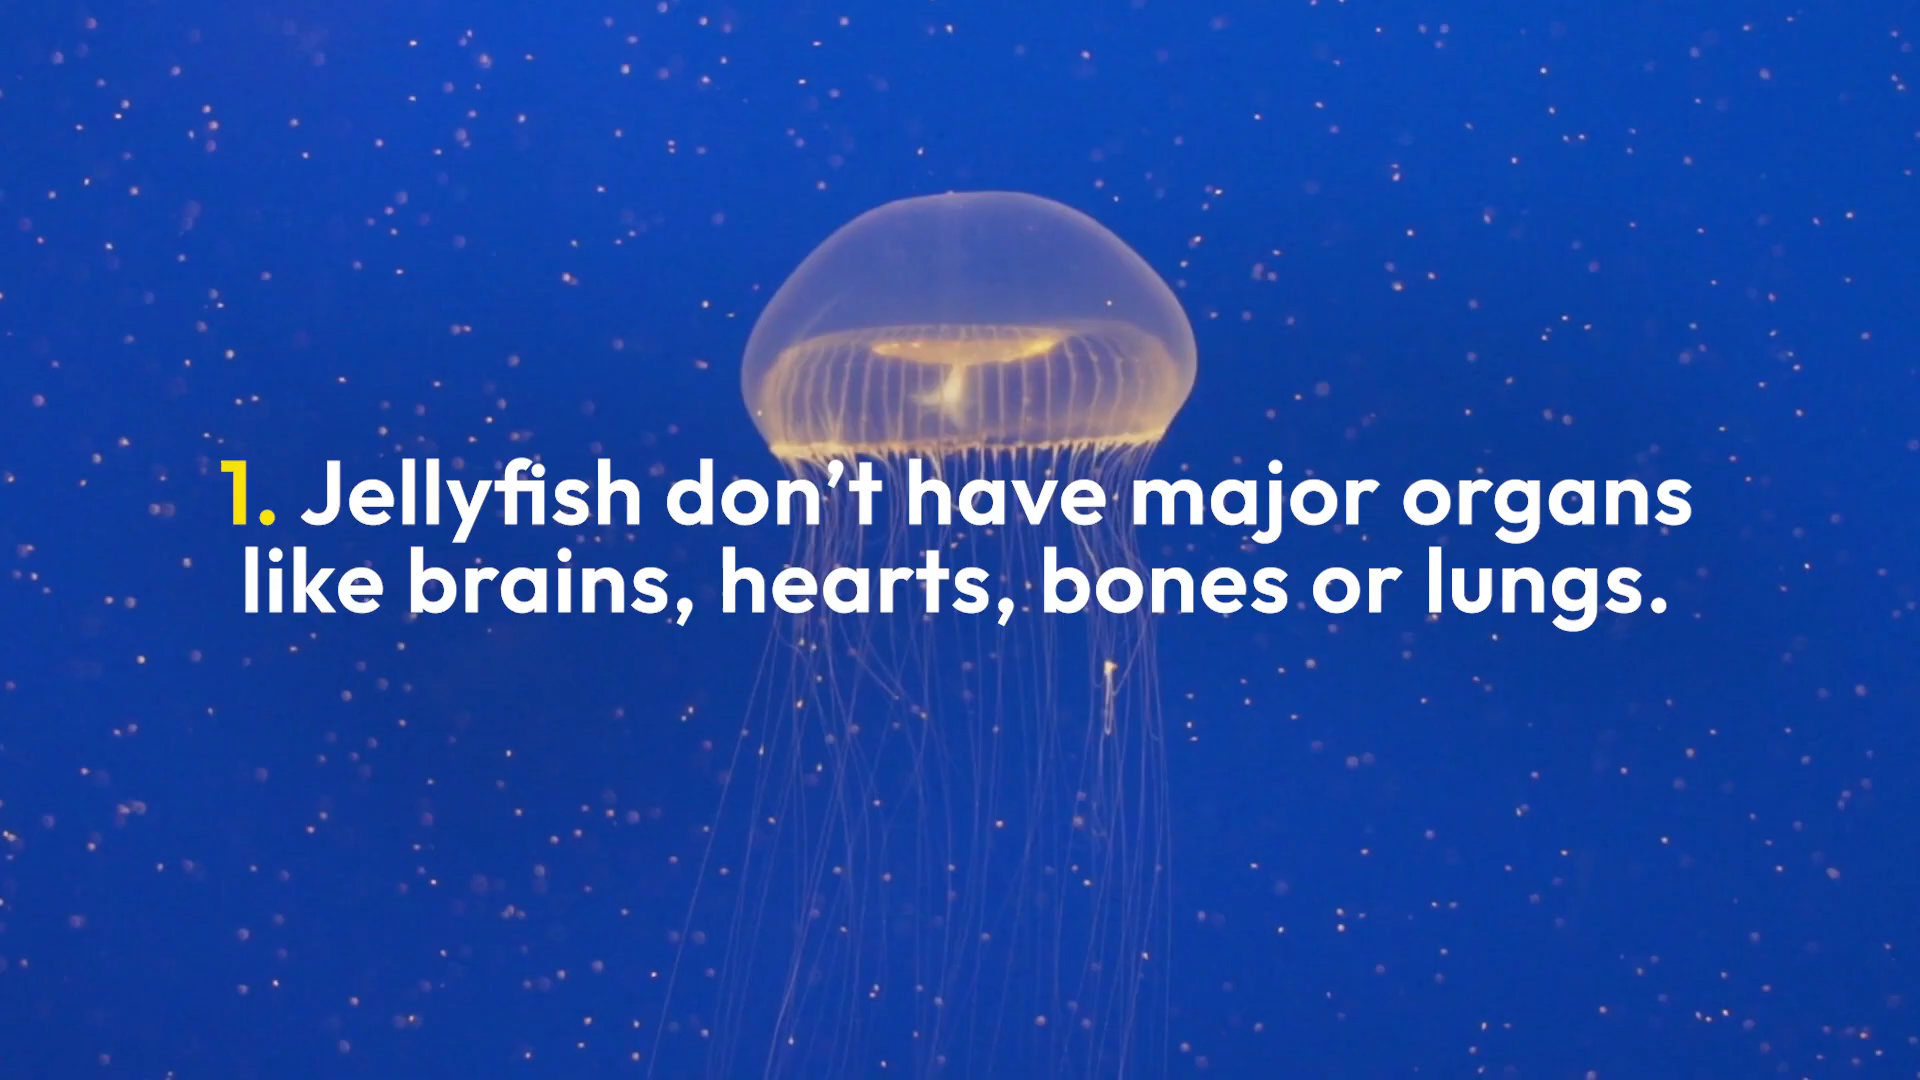 1. Jellyfish don’t have major organs
like brains, hearts, bones or lungs.